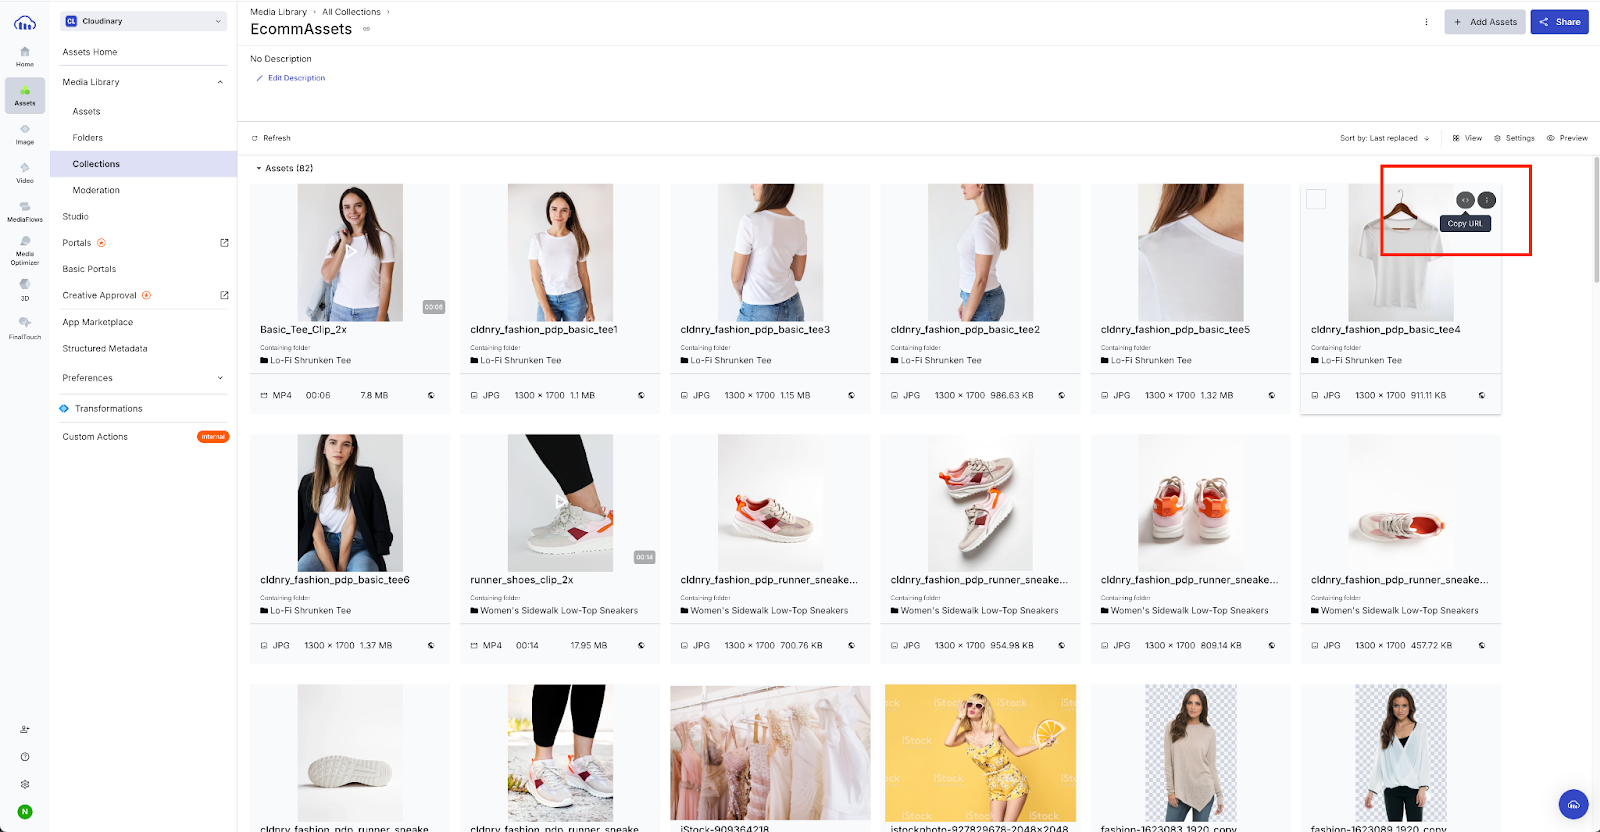 CL Cloudinary
Media Library > All Collections >
EcommAssets
Add Assets
Share
Home
Assets
Image
Video
MediaFlows
Media
Optimizer
3D
FinalTouch
N
Assets Home
Media Library
Assets
Folders
Collections
Moderation
Studio
Portals
Basic Portals
Creative Approval
App Marketplace
Structured Metadata
Preferences
Transformations
Custom Actions Internal
No Description
Edit Description
Refresh
Sort by: Last replaced
View
Settings
Preview
Assets (82)
00:06
Copy URL
Basic_Tee_Clip_2x
Containing folder
Lo-Fi Shrunken Tee
MP4 00:06 7.8 MB
cldnry_fashion_pdp_basic_tee1
Containing folder
Lo-Fi Shrunken Tee
JPG 1300 × 1700 1.1 MB
cldnry_fashion_pdp_basic_tee3
Containing folder
Lo-Fi Shrunken Tee
JPG 1300 × 1700 1.15 MB
cldnry_fashion_pdp_basic_tee2
Containing folder
Lo-Fi Shrunken Tee
JPG 1300 × 1700 986.63 KB
cldnry_fashion_pdp_basic_tee5
Containing folder
Lo-Fi Shrunken Tee
JPG 1300 × 1700 1.32 MB
cldnry_fashion_pdp_basic_tee4
Containing folder
Lo-Fi Shrunken Tee
JPG 1300 × 1700 911.11 KB
cldnry_fashion_pdp_basic_tee6
Containing folder
Lo-Fi Shrunken Tee
JPG 1300 × 1700 1.37 MB
00:14
runner_shoes_clip_2x
Containing folder
Women's Sidewalk Low-Top Sneakers
MP4 00:14 17.95 MB
cldnry_fashion_pdp_runner_sneake...
Containing folder
Women's Sidewalk Low-Top Sneakers
JPG 1300 × 1700 700.76 KB
cldnry_fashion_pdp_runner_sneake...
Containing folder
Women's Sidewalk Low-Top Sneakers
JPG 1300 × 1700 954.98 KB
cldnry_fashion_pdp_runner_sneake...
Containing folder
Women's Sidewalk Low-Top Sneakers
JPG 1300 × 1700 809.14 KB
cldnry_fashion_pdp_runner_sneake...
Containing folder
Women's Sidewalk Low-Top Sneakers
JPG 1300 × 1700 457.72 KB
cldnry_fashion_pdp_runner_sneake
cldnry_fashion_pdp_runner_sneake
iStock-909364218
iStock
iStock
iStock
iStock
istockphoto-927829678-2048x2048
fashion-1623083_1920_copy
fashion-1623089_1920_copy